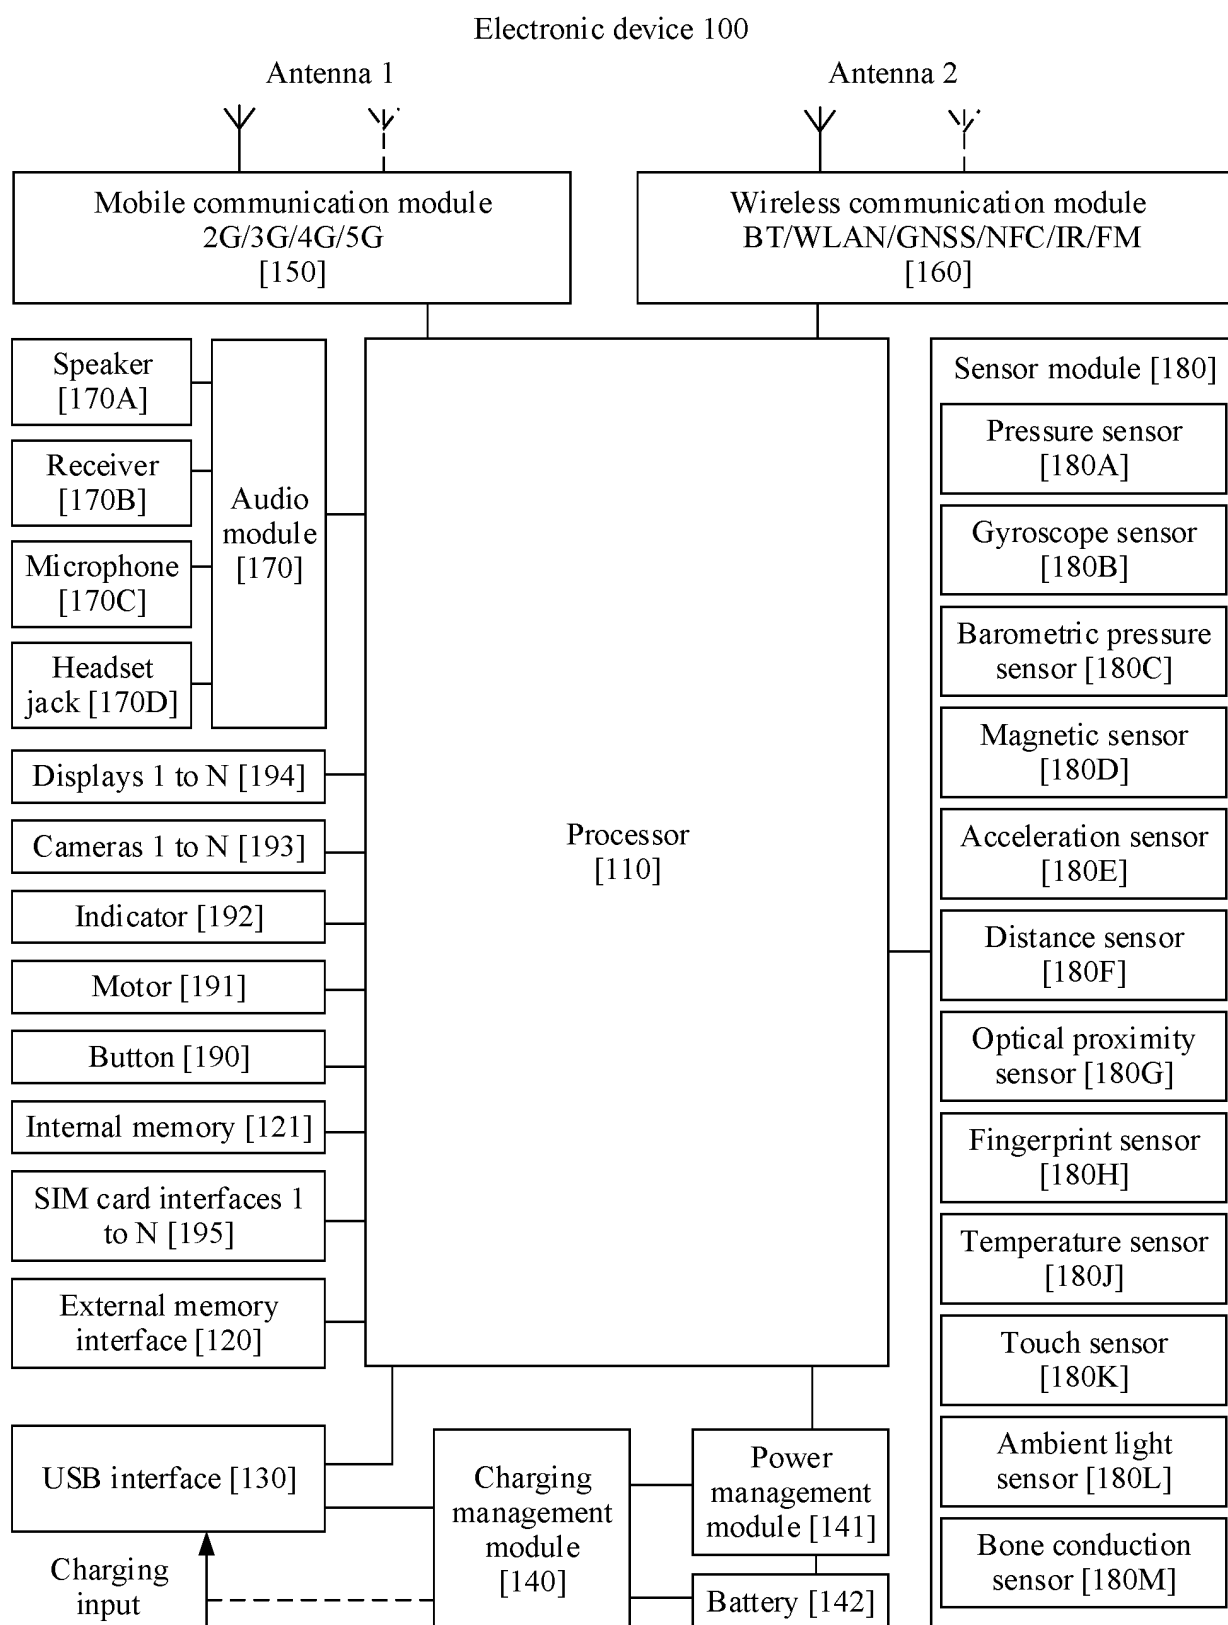 Electronic device 100
Antenna 1
Antenna 2
Mobile communication module
2G/3G/4G/5G
[150]
Wireless communication module
BT/WLAN/GNSS/NFC/IR/FM
[160]
Speaker
[170A]
Receiver
[170B]
Microphone
[170C]
Headset
jack [170D]
Audio
module
[170]
Displays 1 to N [194]
Cameras 1 to N [193]
Indicator [192]
Motor [191]
Button [190]
Internal memory [121]
SIM card interfaces 1
to N [195]
External memory
interface [120]
Processor
[110]
Sensor module [180]
Pressure sensor
[180A]
Gyroscope sensor
[180B]
Barometric pressure
sensor [180C]
Magnetic sensor
[180D]
Acceleration sensor
[180E]
Distance sensor
[180F]
Optical proximity
sensor [180G]
Fingerprint sensor
[180H]
Temperature sensor
[180J]
Touch sensor
[180K]
Ambient light
sensor [180L]
Bone conduction
sensor [180M]
USB interface [130]
Charging
input
Charging
management
module
[140]
Power
management
module [141]
Battery [142]